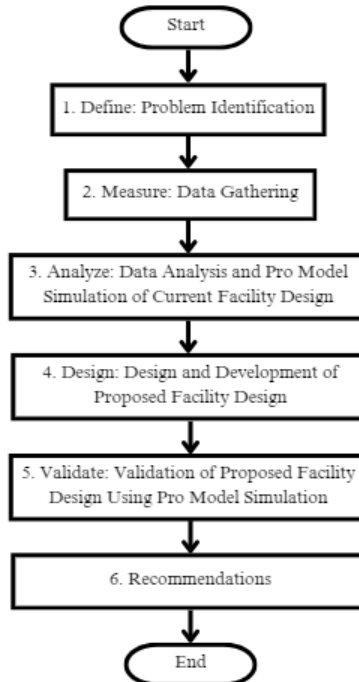 Start
1. Define: Problem Identification
2. Measure: Data Gathering
3. Analyze: Data Analysis and Pro Model
Simulation of Current Facility Design
4. Design: Design and Development of
Proposed Facility Design
5. Validate: Validation of Proposed Facility
Design Using Pro Model Simulation
6. Recommendations
End